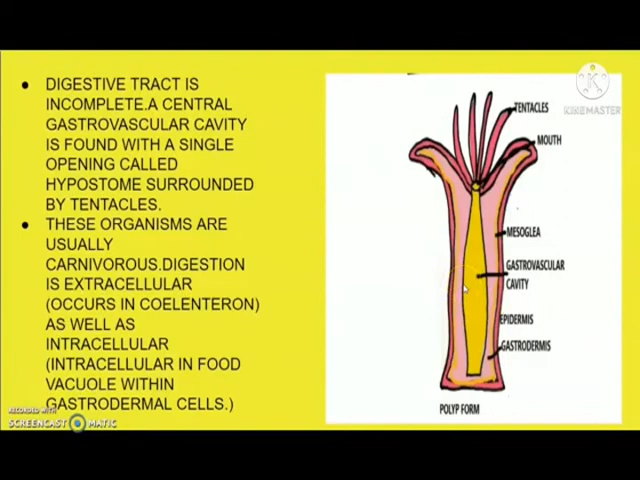 DIGESTIVE TRACT IS
INCOMPLETE.A CENTRAL
GASTROVASCULAR CAVITY
IS FOUND WITH A SINGLE
OPENING CALLED
HYPOSTOME SURROUNDED
BY TENTACLES.
THESE ORGANISMS ARE
USUALLY
CARNIVOROUS.DIGESTION
IS EXTRACELLULAR
(OCCURS IN COELENTERON)
AS WELL AS
INTRACELLULAR
(INTRACELLULAR IN FOOD
VACUOLE WITHIN
GASTRODERMAL CELLS.)
K
KINEMASTER
TENTACLES
MOUTH
MESOGLEA
GASTROVASCULAR
CAVITY
EPIDERMIS
GASTRODERMIS
POLYP FORM
RECORDED WITH
SCREENCAST MATIC